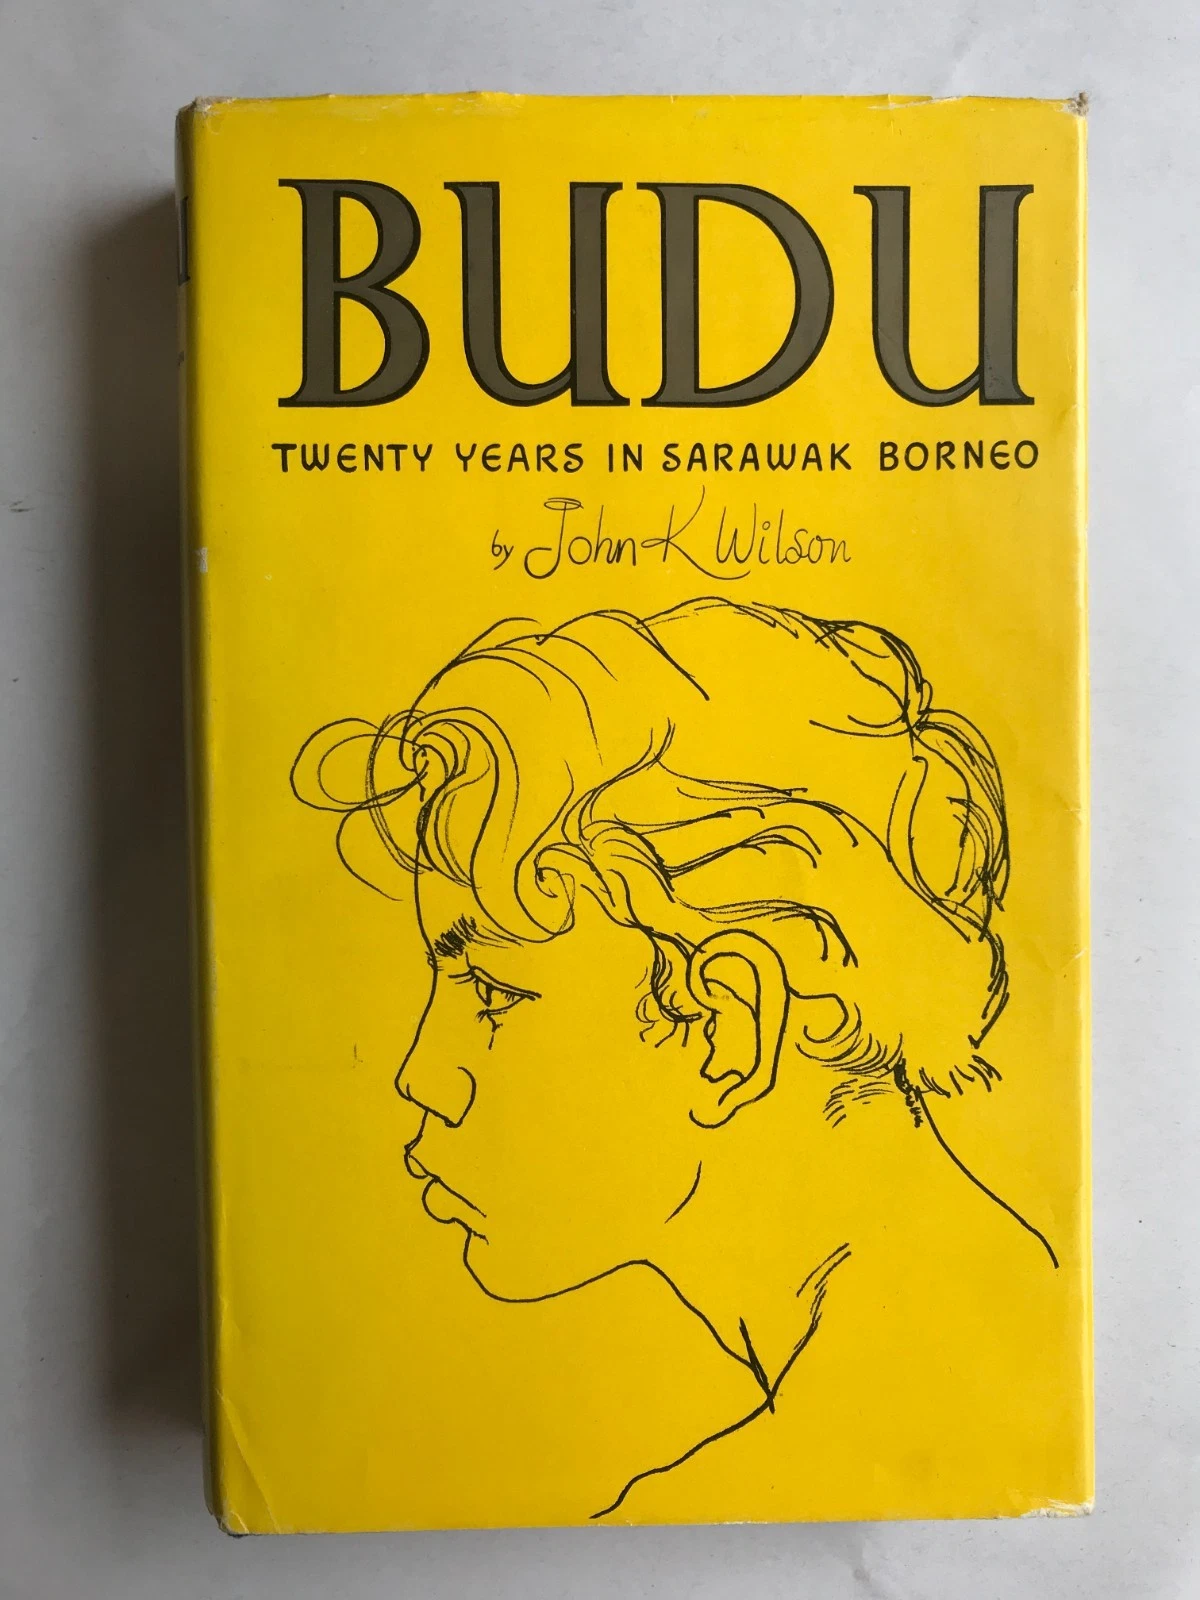 BUDU
TWENTY YEARS IN SARAWAK BORNEO
by John K Wilson